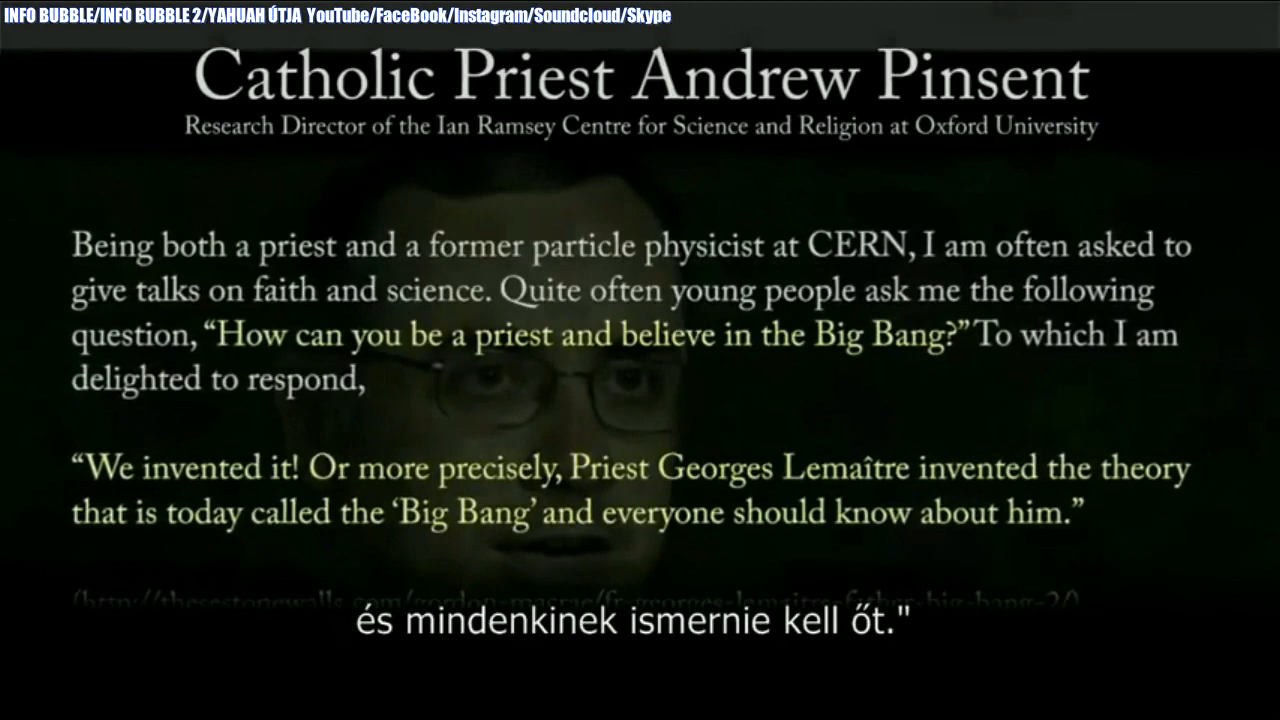 INFO BUBBLE/INFO BUBBLE 2/YAHUAH ÚTJA YouTube/FaceBook/Instagram/Soundcloud/Skype
Catholic Priest Andrew Pinsent
Research Director of the Ian Ramsey Centre for Science and Religion at Oxford University
Being both a priest and a former particle physicist at CERN, I am often asked to
give talks on faith and science. Quite often young people ask me the following
question, “How can you be a priest and believe in the Big Bang?” To which I am
delighted to respond,
“We invented it! Or more precisely, Priest Georges Lemaître invented the theory
that is today called the ‘Big Bang’ and everyone should know about him.”
és mindenkinek ismernie kell őt."